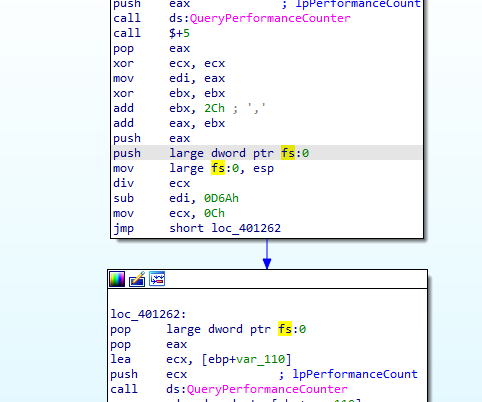 push eax ; lpPerformanceCount
call ds:QueryPerformanceCounter
call $+5
pop eax
xor ecx, ecx
mov edi, eax
xor ebx, ebx
add ebx, 2Ch ; ','
add eax, ebx
push eax
push large dword ptr fs:0
mov large fs:0, esp
div ecx
sub edi, 0D6Ah
mov ecx, 0Ch
jmp short loc_401262
loc_401262:
pop large dword ptr fs:0
pop eax
lea ecx, [ebp+var_110]
push ecx ; lpPerformanceCount
call ds:QueryPerformanceCounter